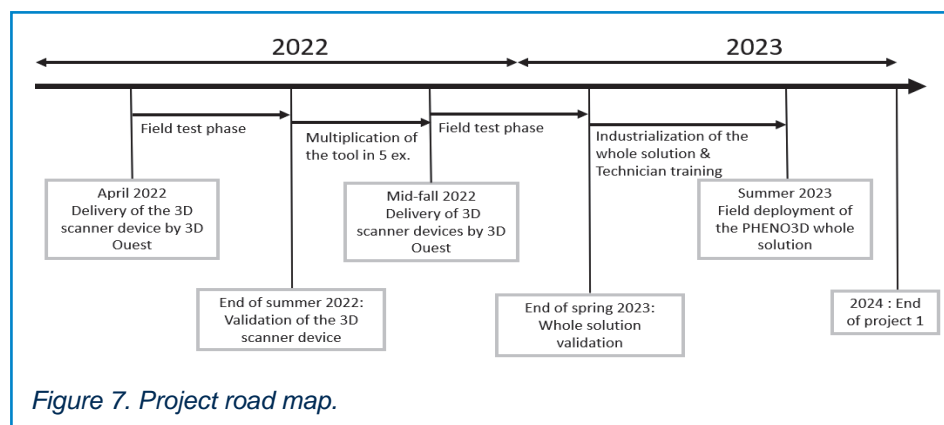 2022
2023
Field test phase
Multiplication of
the tool in 5 ex.
Field test phase
Industrialization of the
whole solution &
Technician training
April 2022
Delivery of the 3D
scanner device by 3D
Ouest
Mid-fall 2022
Delivery of 3D
scanner devices by 3D
Ouest
Summer 2023
Field deployment of
the PHENO3D whole
solution
End of summer 2022:
Validation of the 3D
scanner device
End of spring 2023:
Whole solution
validation
2024 : End
of project 1
Figure 7. Project road map.